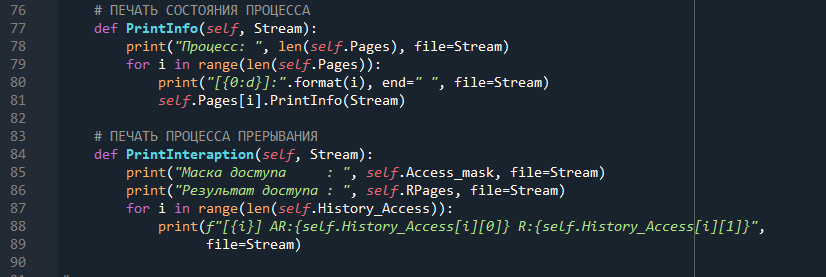 76 # ПЕЧАТЬ СОСТОЯНИЯ ПРОЦЕССА
77 def PrintInfo(self, Stream):
78 print("Процесс: ", len(self.Pages), file=Stream)
79 for i in range(len(self.Pages)):
80 print("[{0:d}]:".format(i), end=" ", file=Stream)
81 self.Pages[i].PrintInfo(Stream)
82
83 # ПЕЧАТЬ ПРОЦЕССА ПРЕРЫВАНИЯ
84 def PrintInteraption(self, Stream):
85 print("Маска доступа     : ", self.Access_mask, file=Stream)
86 print("Результат доступа : ", self.RPages, file=Stream)
87 for i in range(len(self.History_Access)):
88 print(f"[{i}] AR:{self.History_Access[i][0]} R:{self.History_Access[i][1]}",
89 file=Stream)
90